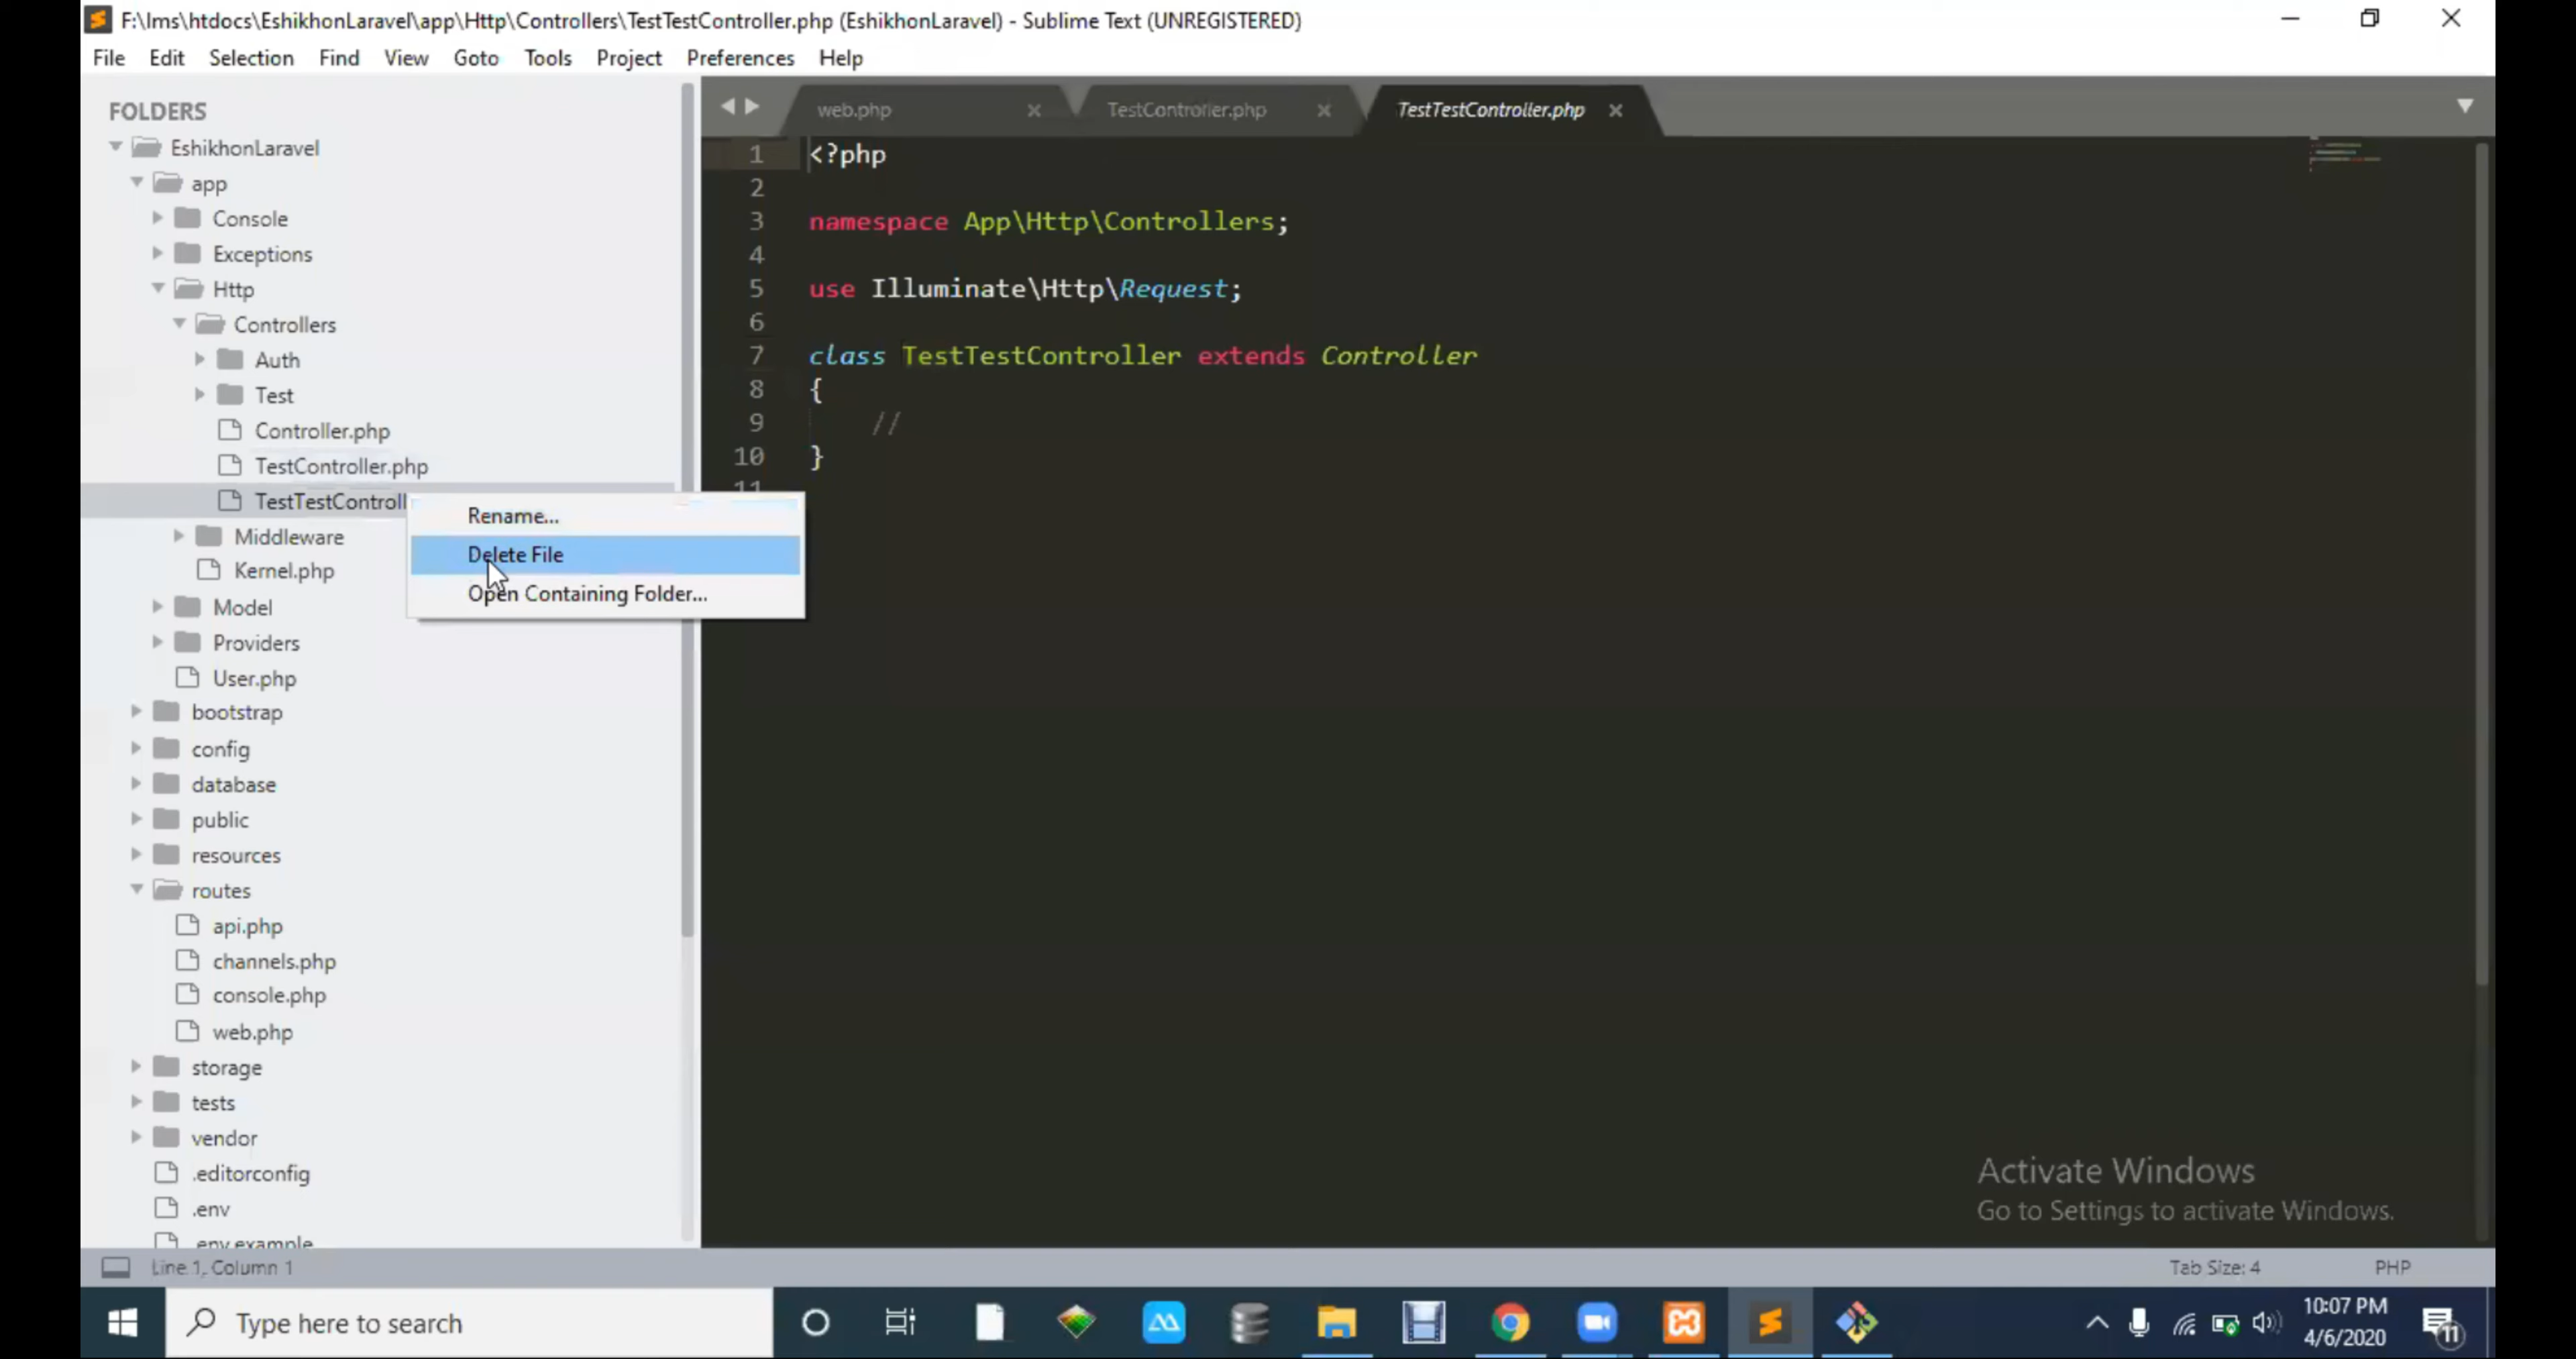 F:\lms\htdocs\EshikhonLaravel\app\Http\Controllers\TestTestController.php (EshikhonLaravel) - Sublime Text (UNREGISTERED)
File Edit Selection Find View Goto Tools Project Preferences Help
FOLDERS
EshikhonLaravel
app
Console
Exceptions
Http
Controllers
Auth
Test
Controller.php
TestController.php
TestTestControll
Middleware
Kernel.php
Model
Providers
User.php
bootstrap
config
database
public
resources
routes
api.php
channels.php
console.php
web.php
storage
tests
vendor
.editorconfig
.env
.env.example
Rename...
Delete File
Open Containing Folder...
web.php TestController.php TestTestController.php
1 <?php
2
3 namespace App\Http\Controllers;
4
5 use Illuminate\Http\Request;
6
7 class TestTestController extends Controller
8 {
9 //
10 }
11
Activate Windows
Go to Settings to activate Windows.
Line 1, Column 1 Tab Size: 4 PHP
Type here to search
10:07 PM
4/6/2020
11